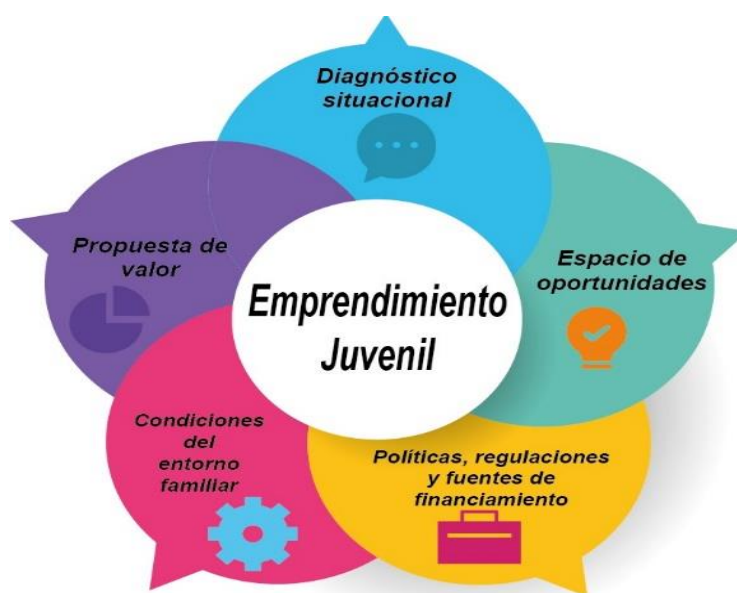 Diagnóstico
situacional
Espacio de
oportunidades
Políticas, regulaciones
y fuentes de
financiamiento
Condiciones
del
entorno
familiar
Propuesta de
valor
Emprendimiento
Juvenil